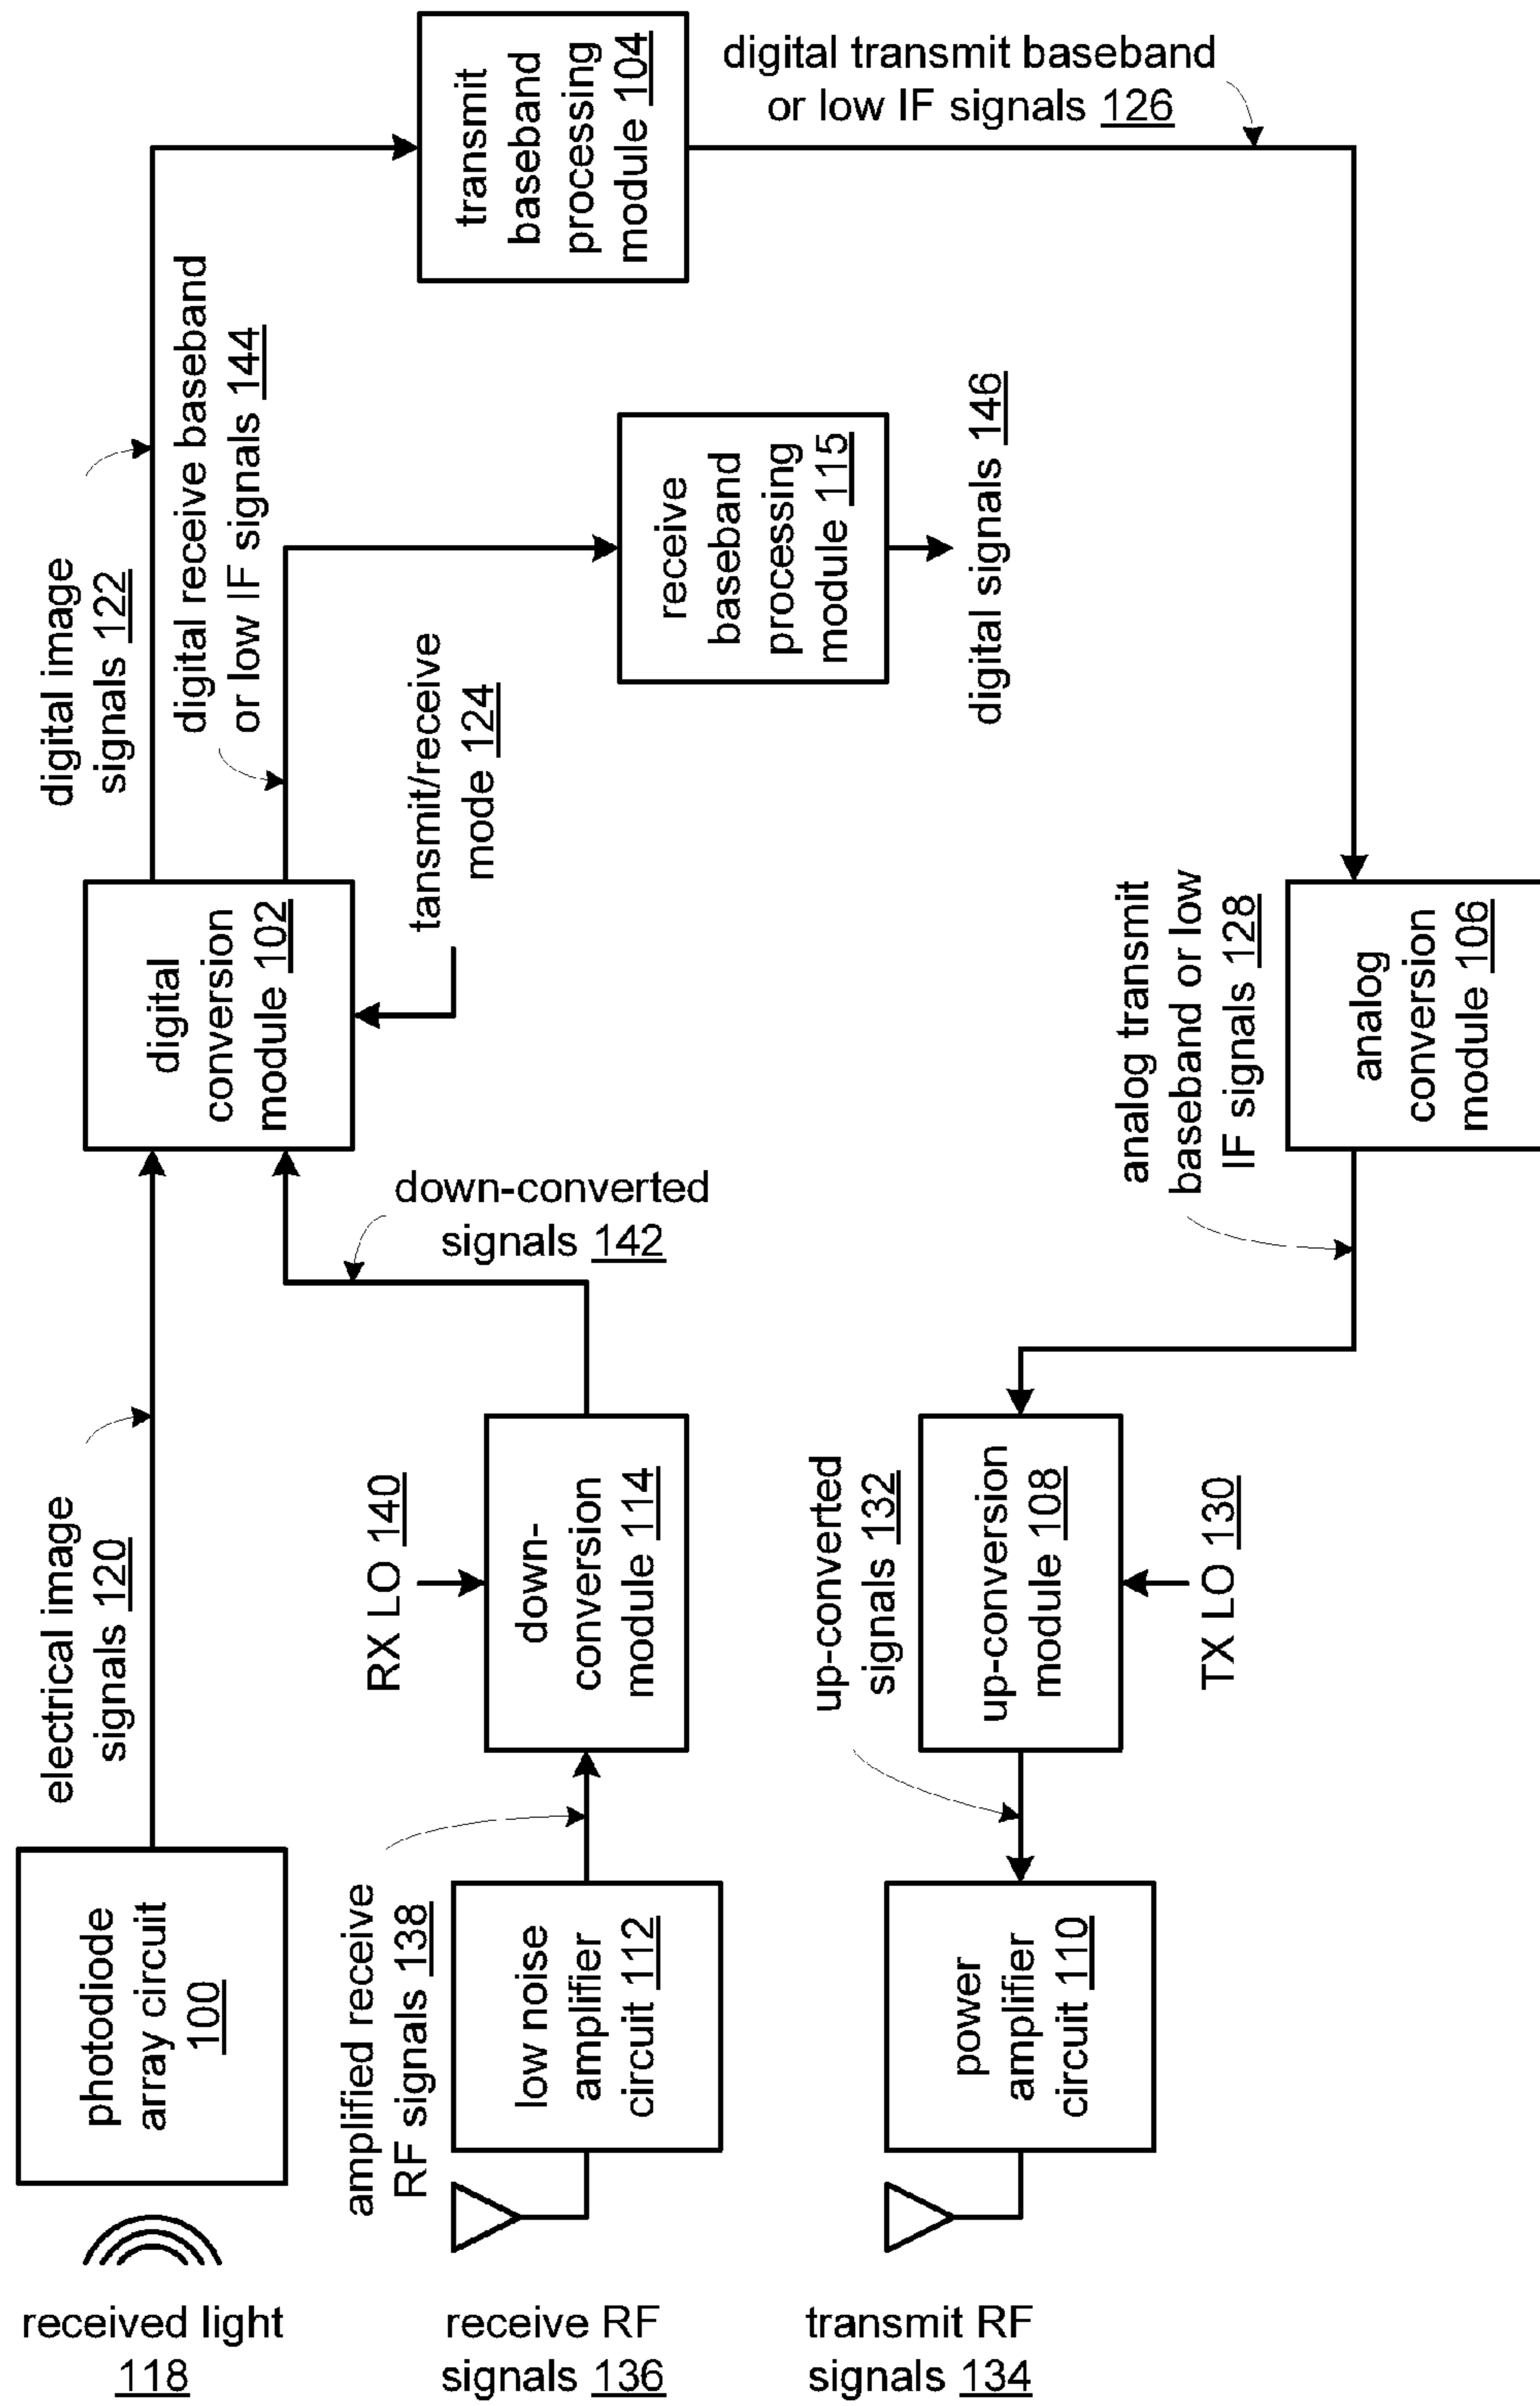 received light
118
photodiode
array circuit
100
electrical image
signals 120
digital
conversion
module 102
digital image
signals 122
digital receive baseband
or low IF signals 144
tansmit/receive
mode 124
transmit
baseband
processing
module 104
digital transmit baseband
or low IF signals 126
receive
baseband
processing
module 115
digital signals 146
receive RF
signals 136
low noise
amplifier
circuit 112
amplified receive
RF signals 138
RX LO 140
down-
conversion
module 114
down-converted
signals 142
transmit RF
signals 134
power
amplifier
circuit 110
up-converted
signals 132
up-conversion
module 108
TX LO 130
analog transmit
baseband or low
IF signals 128
analog
conversion
module 106